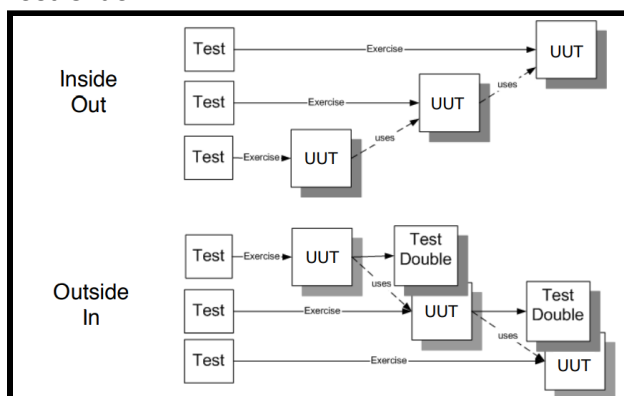 Inside
Out
Test
Exercise
UUT
Test
Exercise
UUT
uses
Test
Exercise
UUT
uses
Outside
In
Test
Exercise
UUT
Test
Double
uses
Test
Exercise
UUT
Test
Double
uses
Test
Exercise
UUT